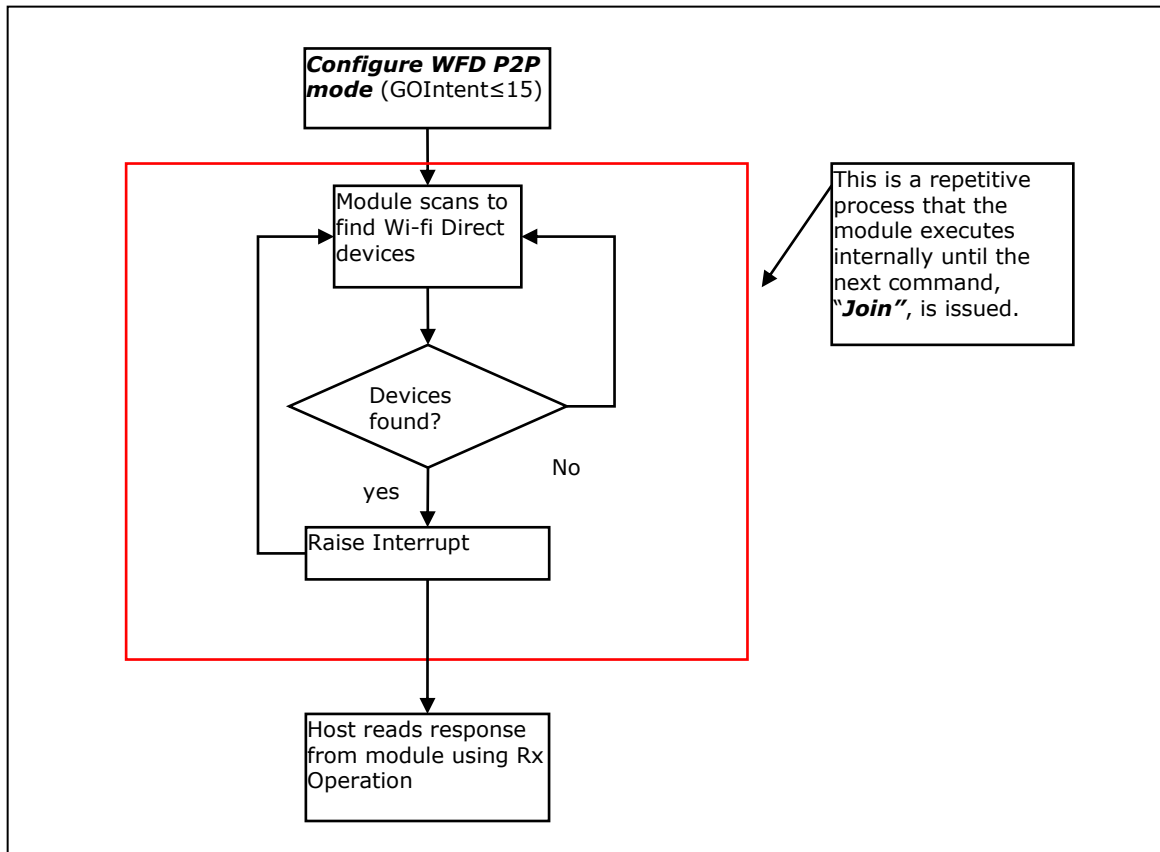 Configure WFD P2P
mode (GOIntent≤15)
Module scans to
find Wi-fi Direct
devices
This is a repetitive
process that the
module executes
internally until the
next command,
“Join”, is issued.
Devices
found?
No
yes
Raise Interrupt
Host reads response
from module using Rx
Operation